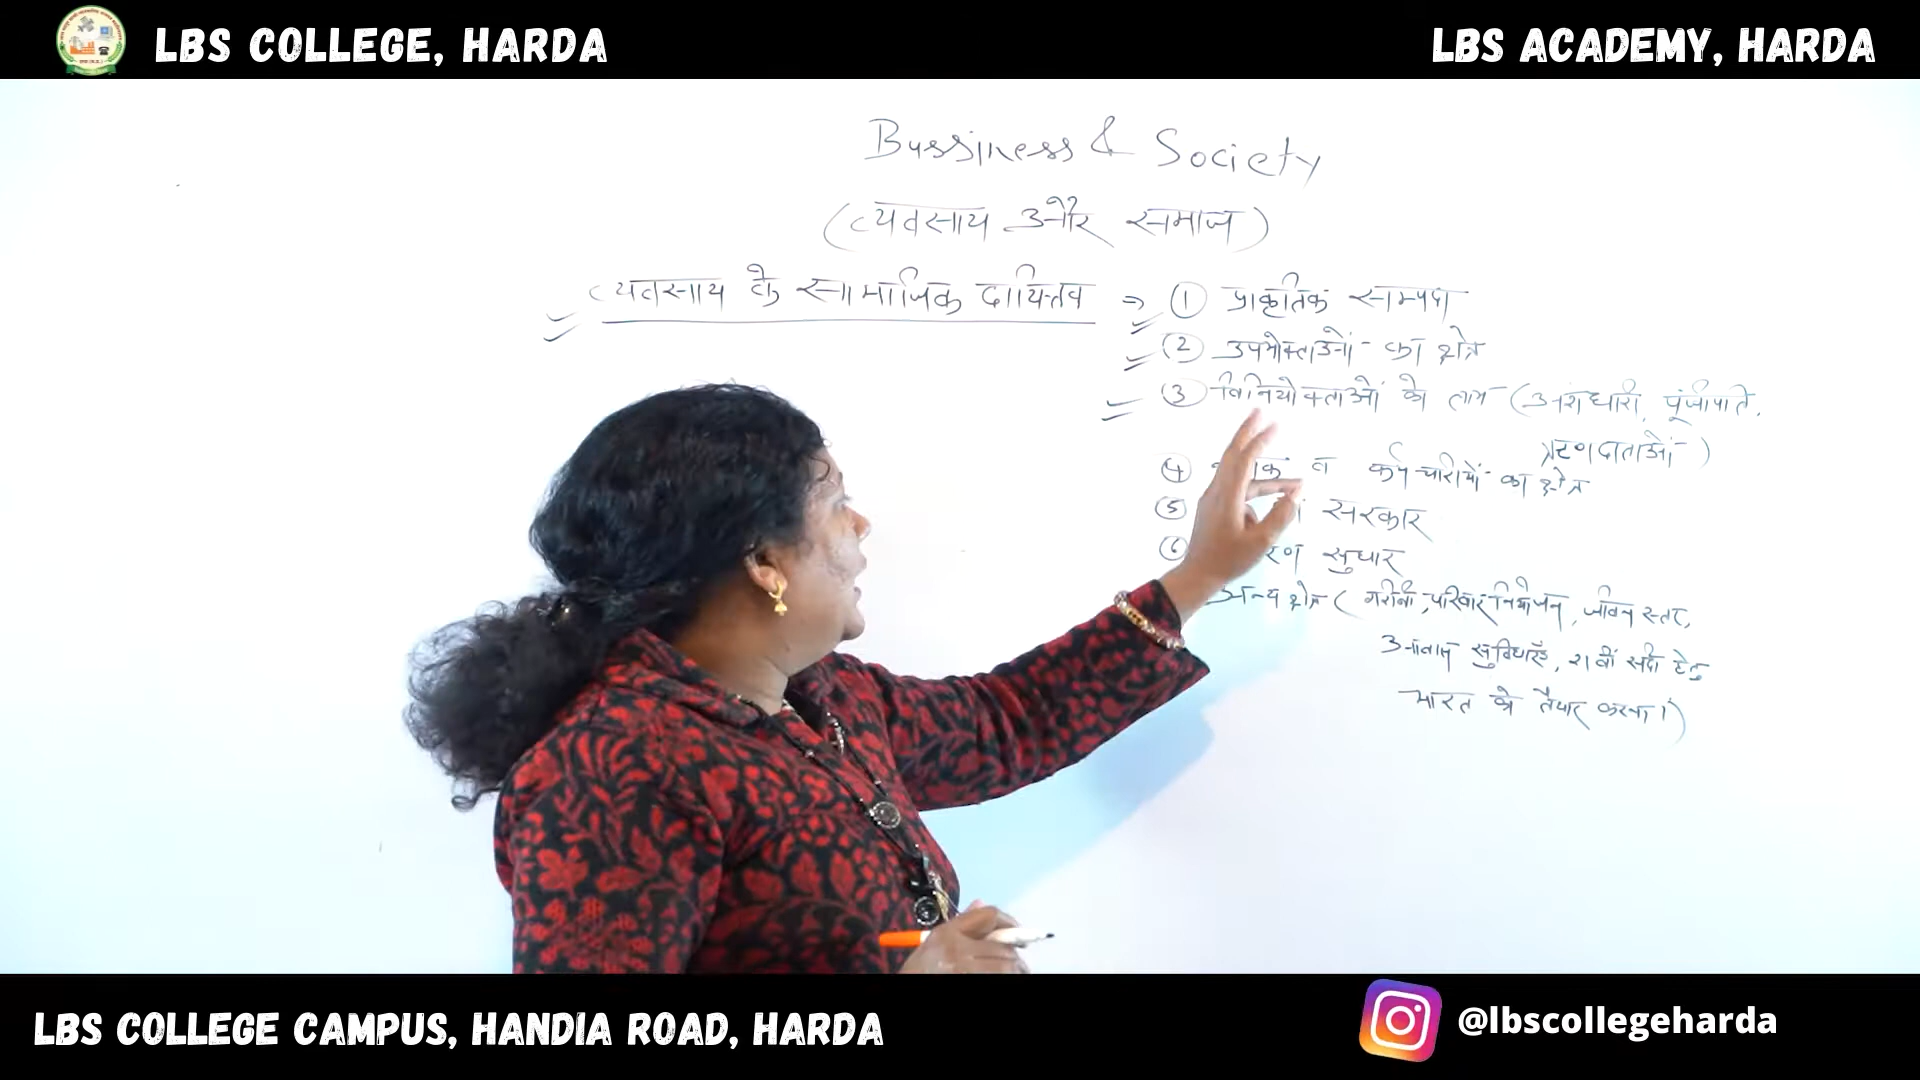 LBS COLLEGE, HARDA
LBS ACADEMY, HARDA
Bussiness & Society
(व्यवसाय और समाज)
व्यवसाय के सामाजिक दायित्व ⇒ ① प्राकृतिक सम्पदा
② उपभोक्ताओं का क्षेत्र
③ विनियोक्ताओं को लाभ (अंशधारी, पूंजीपति,
ऋणदाताओं)
④ व कर्मचारियों का क्षेत्र
⑤ सरकार
⑥ सुधार
अन्य क्षेत्र (गरीबी, परिवार नियोजन, जीवन स्तर,
आवास सुविधाएँ, 21वीं सदी हेतु
भारत को तैयार करना।)
LBS COLLEGE CAMPUS, HANDIA ROAD, HARDA
@lbscollegeharda